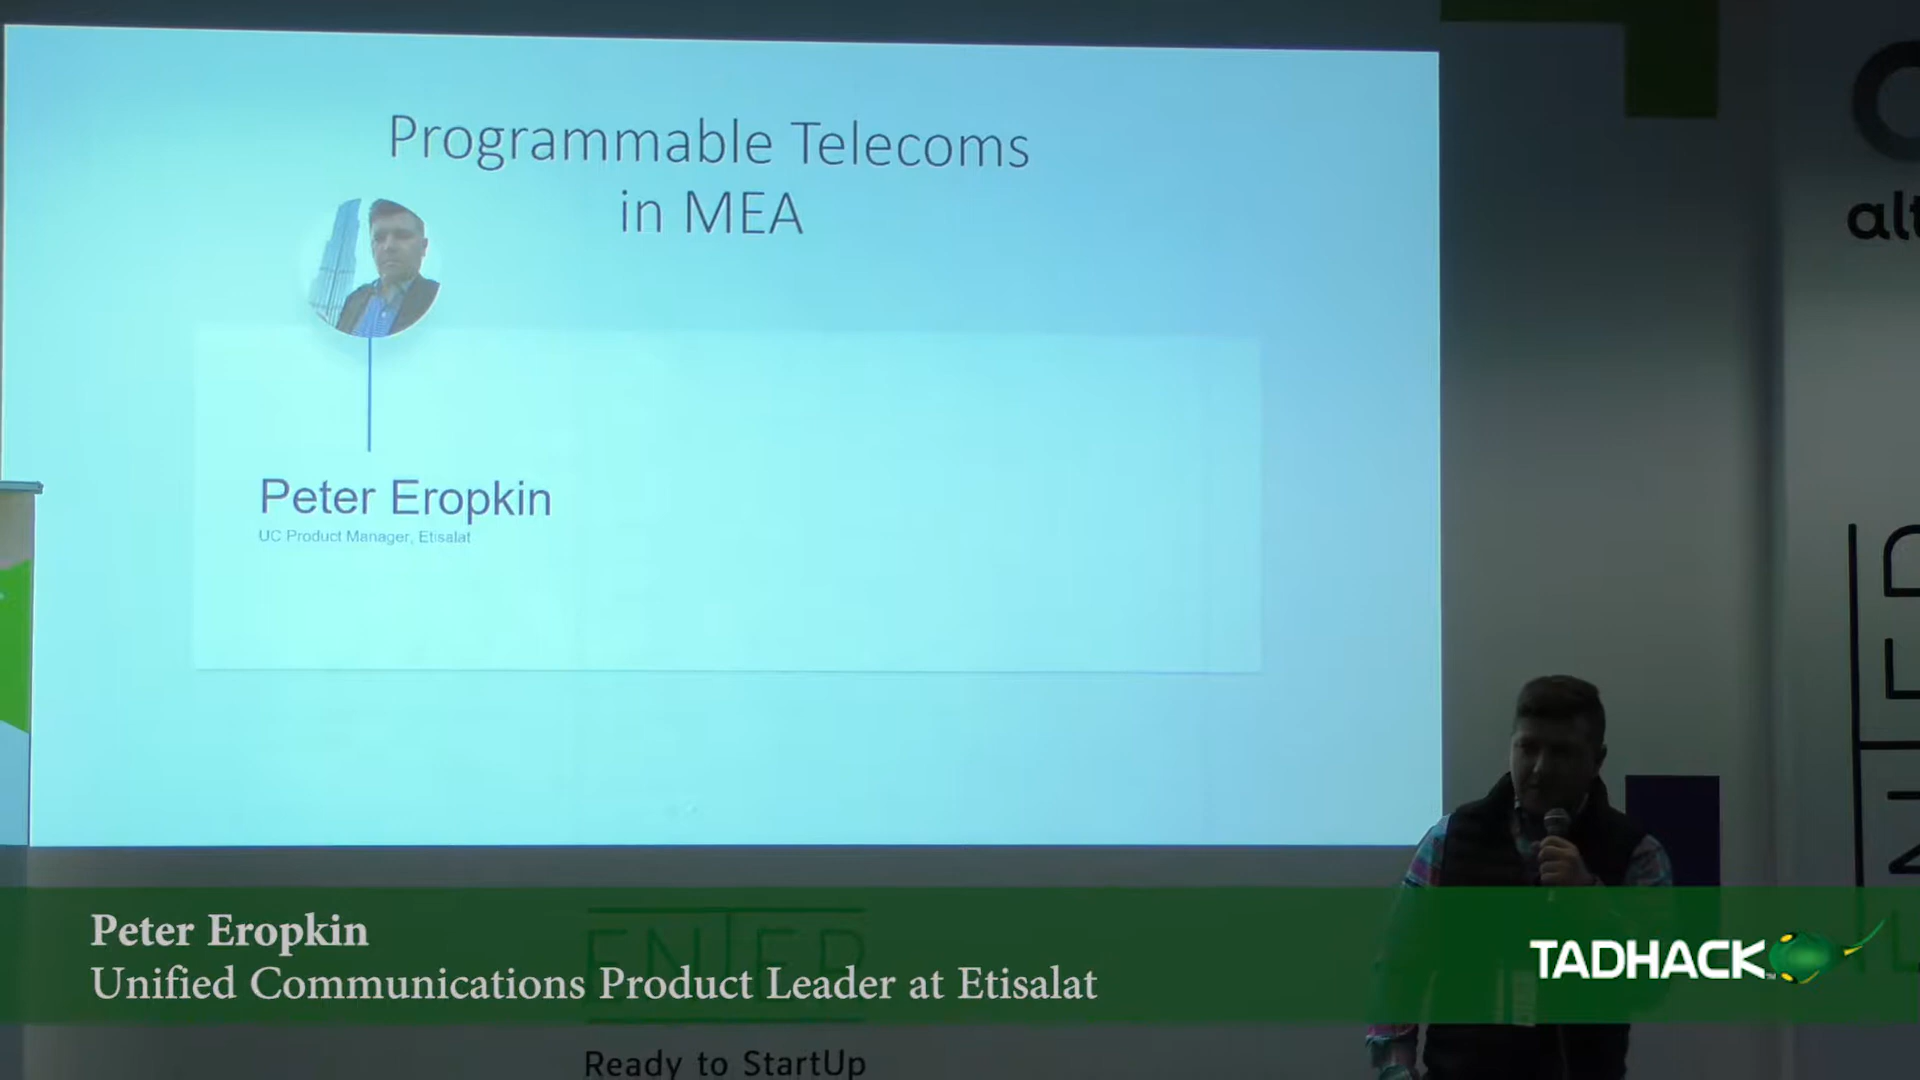 Programmable Telecoms
in MEA
Peter Eropkin
UC Product Manager, Etisalat
Peter Eropkin
Unified Communications Product Leader at Etisalat
TADHACK
ENTER
Ready to StartUp